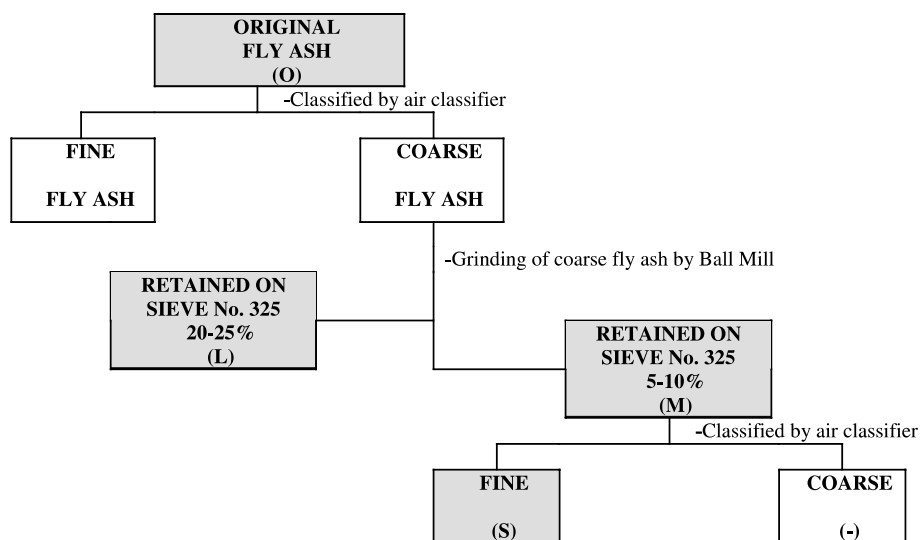 ORIGINAL
FLY ASH
(O)
-Classified by air classifier
FINE
FLY ASH
COARSE
FLY ASH
-Grinding of coarse fly ash by Ball Mill
RETAINED ON
SIEVE No. 325
20-25%
(L)
RETAINED ON
SIEVE No. 325
5-10%
(M)
-Classified by air classifier
FINE
(S)
COARSE
(-)